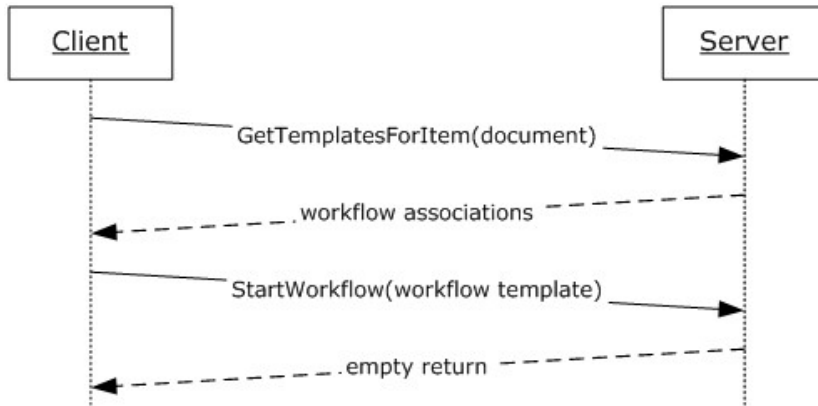 Client
Server
GetTemplatesForItem(document)
workflow associations
StartWorkflow(workflow template)
empty return